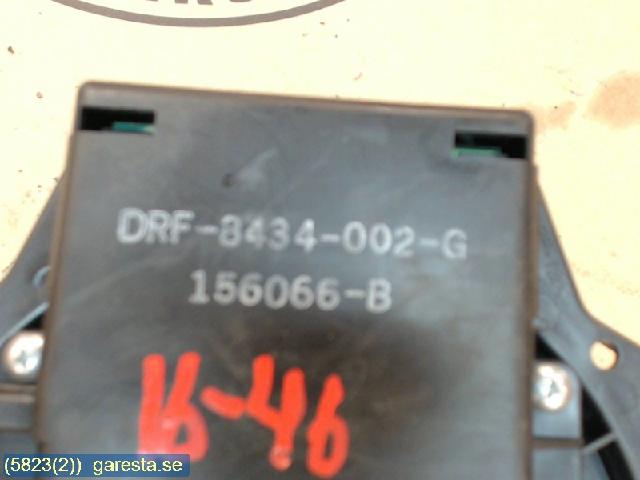 DRF-8434-002-G
156066-B
16-46
(5823(2)) garesta.se